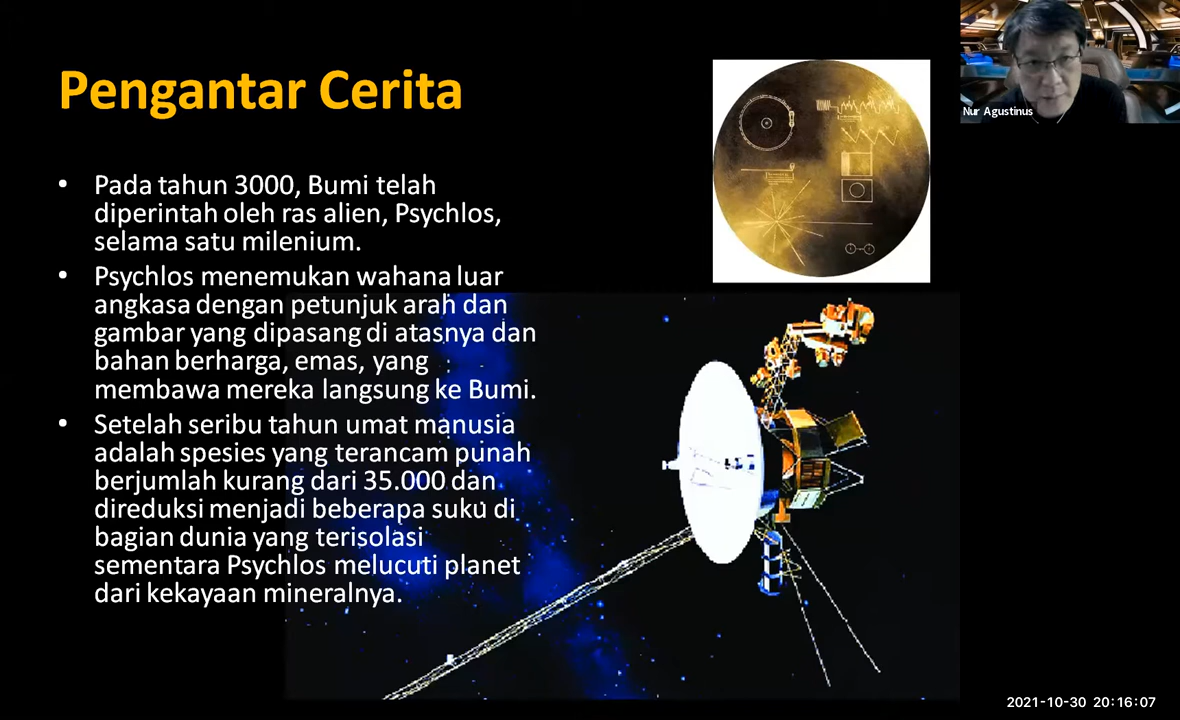 Pengantar Cerita
Nur Agustinus
• Pada tahun 3000, Bumi telah
diperintah oleh ras alien, Psychlos,
selama satu milenium.
• Psychlos menemukan wahana luar
angkasa dengan petunjuk arah dan
gambar yang dipasang di atasnya dan
bahan berharga, emas, yang
membawa mereka langsung ke Bumi.
• Setelah seribu tahun umat manusia
adalah spesies yang terancam punah
berjumlah kurang dari 35.000 dan
direduksi menjadi beberapa suku di
bagian dunia yang terisolasi
sementara Psychlos melucuti planet
dari kekayaan mineralnya.
2021-10-30 20:16:07